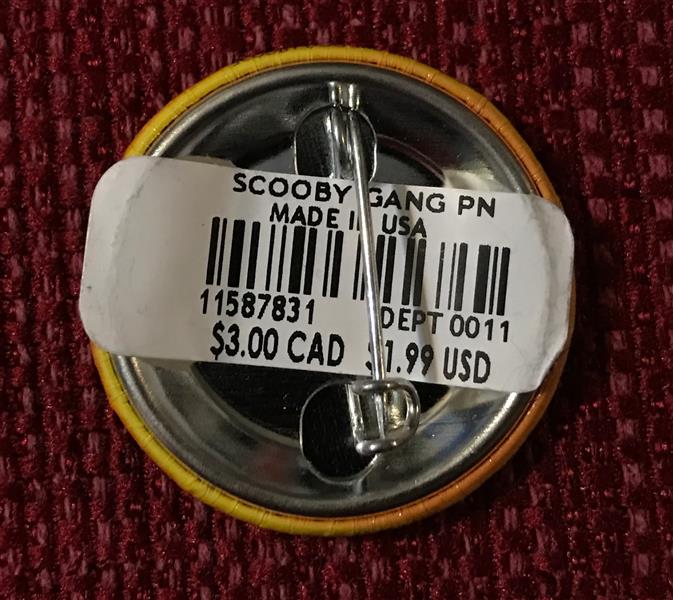 SCOOBY GANG PN
MADE IN USA
11587831 DEPT 0011
$3.00 CAD $1.99 USD